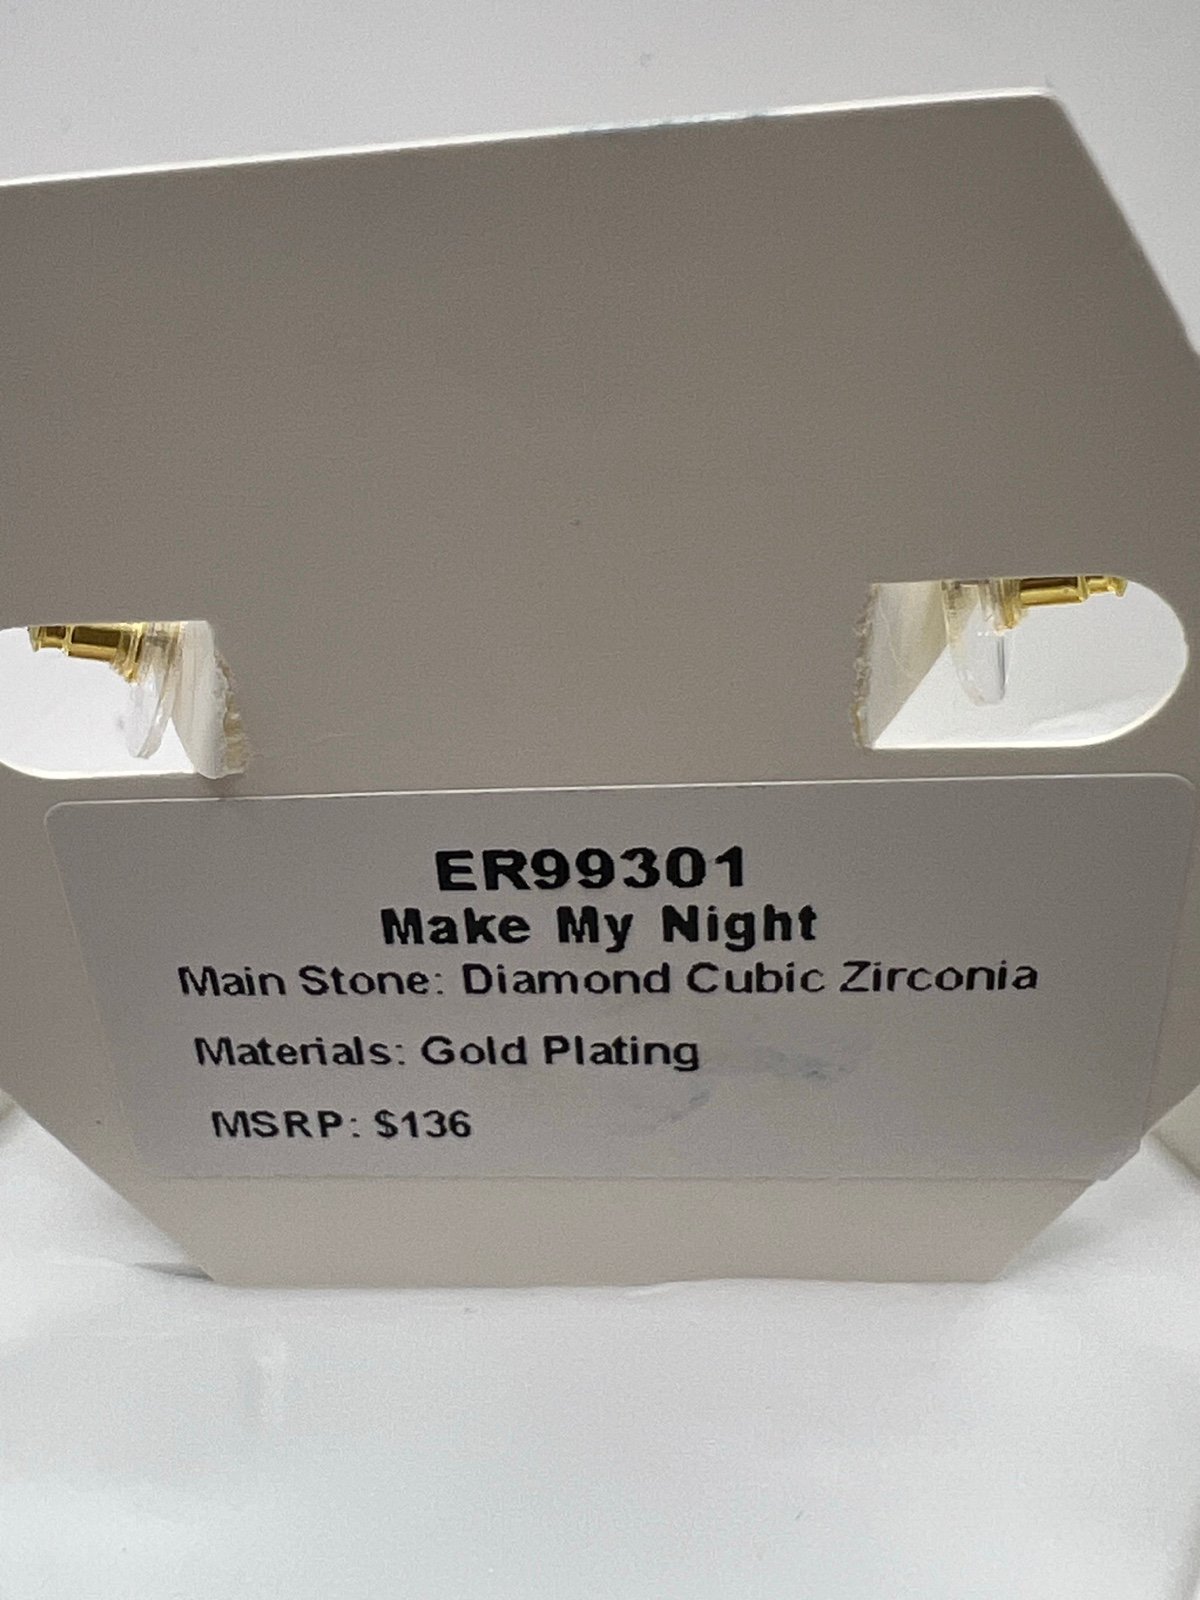 ER99301
Make My Night
Main Stone: Diamond Cubic Zirconia
Materials: Gold Plating
MSRP: $136